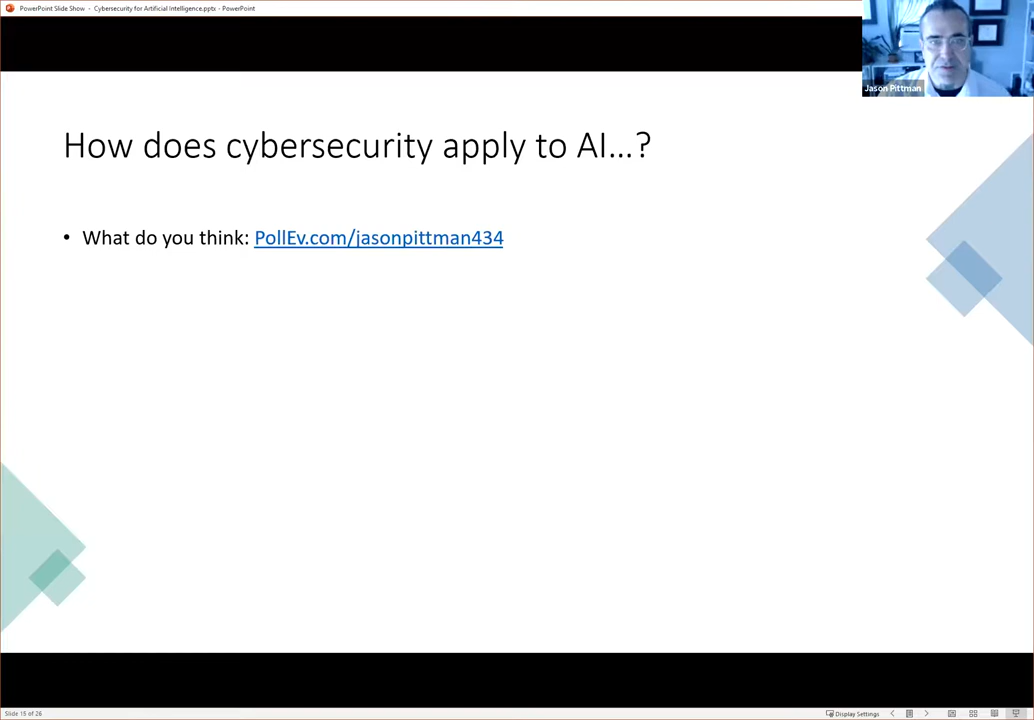 PowerPoint Slide Show - Cybersecurity for Artificial Intelligence.pptx - PowerPoint
Jason Pittman
How does cybersecurity apply to AI...?
• What do you think: PollEv.com/jasonpittman434
Slide 15 of 26
Display Settings